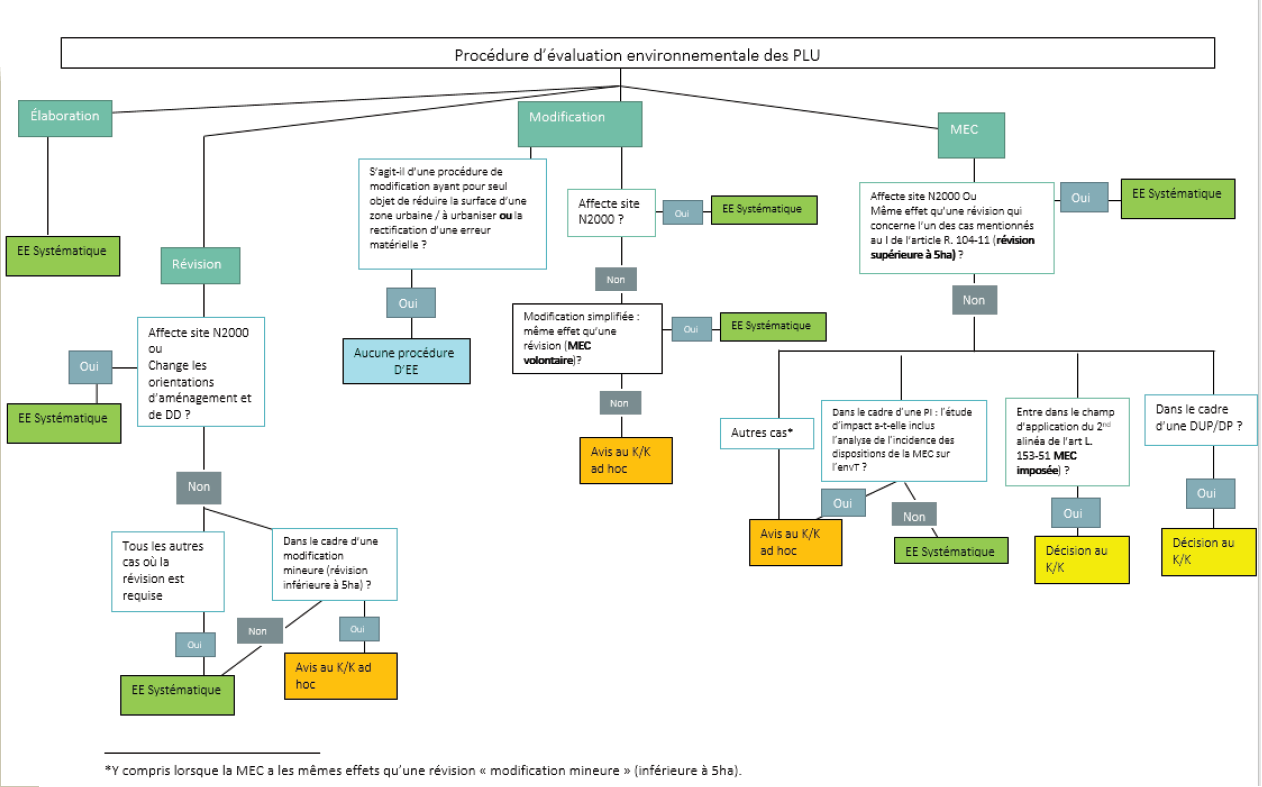 Procédure d’évaluation environnementale des PLU
Élaboration
EE Systématique
Révision
Affecte site N2000
ou
Change les
orientations
d’aménagement et
de DD ?
Oui
EE Systématique
Non
Tous les autres
cas où la
révision est
requise
Oui
EE Systématique
Dans le cadre d’une
modification
mineure (révision
inférieure à 5ha) ?
Non
Oui
Avis au K/K ad
hoc
Modification
S’agit-il d’une procédure de
modification ayant pour seul
objet de réduire la surface d’une
zone urbaine / à urbaniser ou la
rectification d’une erreur
matérielle ?
Oui
Aucune procédure
D’EE
Affecte site
N2000 ?
Oui
EE Systématique
Non
Modification simplifiée :
même effet qu’une
révision (MEC
volontaire)?
Oui
EE Systématique
Non
Avis au K/K
ad hoc
MEC
Affecte site N2000 Ou
Même effet qu’une révision qui
concerne l’un des cas mentionnés
au I de l’article R. 104-11 (révision
supérieure à 5ha) ?
Oui
EE Systématique
Non
Autres cas*
Avis au K/K
ad hoc
Dans le cadre d’une PI : l’étude
d’impact a-t-elle inclus
l’analyse de l’incidence des
dispositions de la MEC sur
l’envT ?
Oui
Non
EE Systématique
Entre dans le champ
d’application du 2nd
alinéa de l’art L.
153-51 MEC
imposée) ?
Oui
Décision au
K/K
Dans le cadre
d’une DUP/DP ?
Oui
Décision au
K/K
*Y compris lorsque la MEC a les mêmes effets qu’une révision « modification mineure » (inférieure à 5ha).